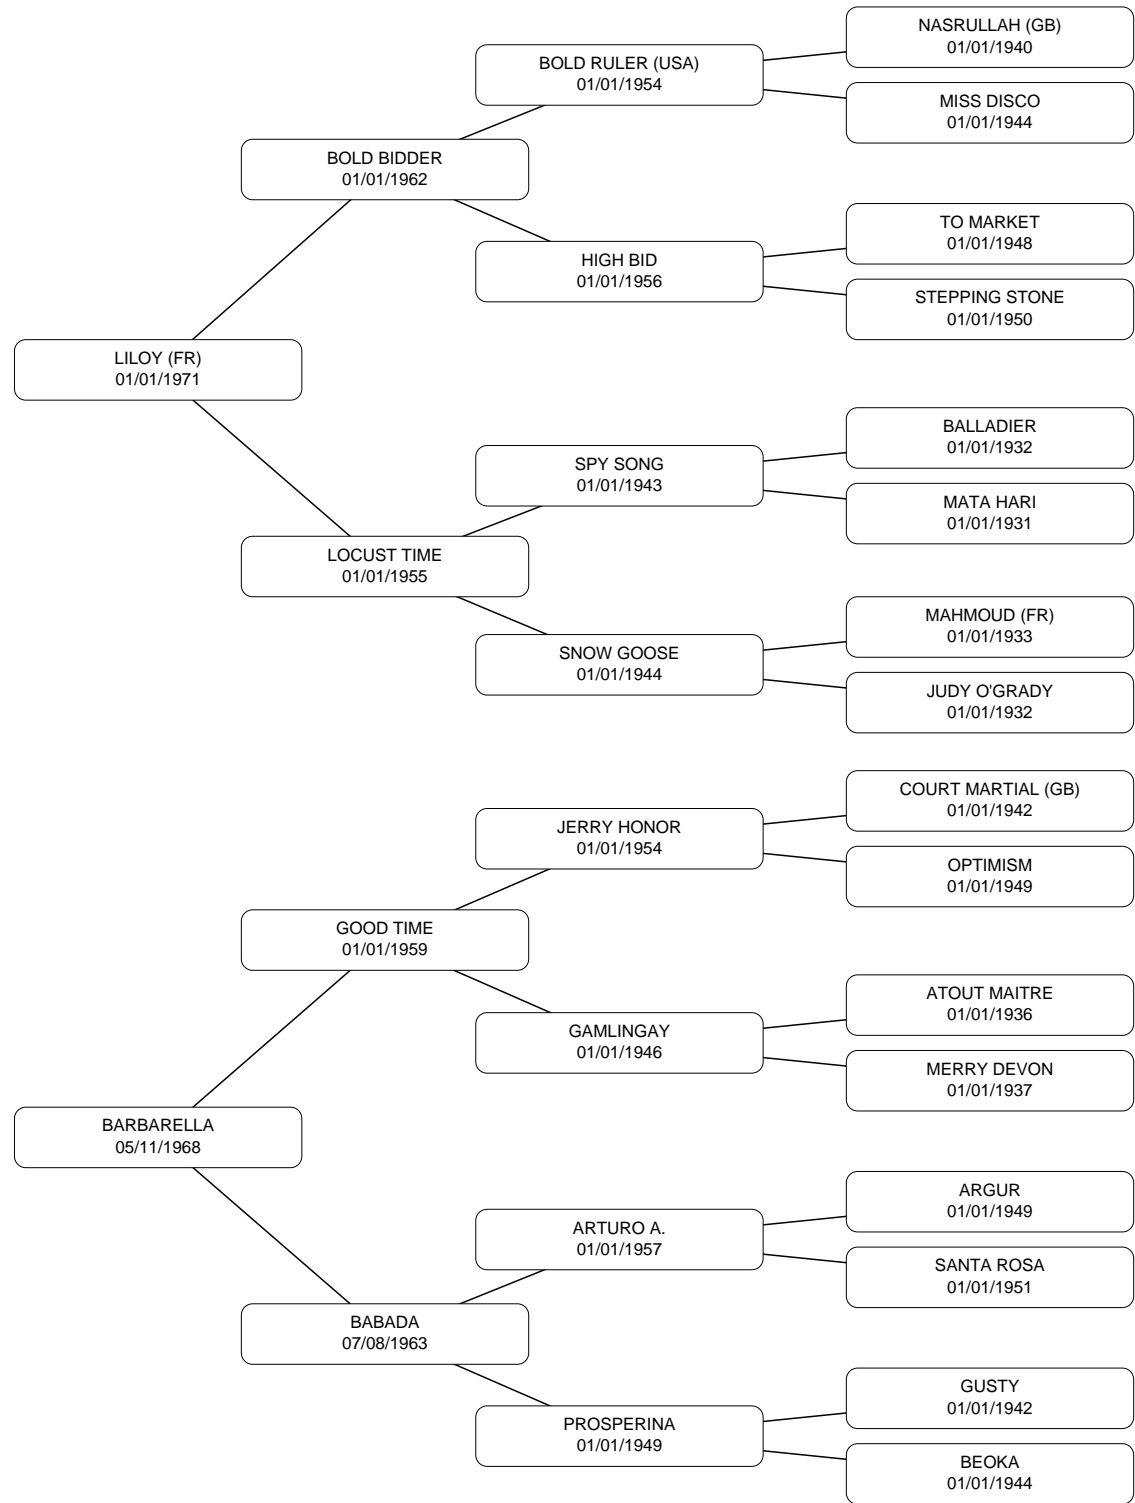 NASRULLAH (GB)
01/01/1940
BOLD RULER (USA)
01/01/1954
MISS DISCO
01/01/1944
BOLD BIDDER
01/01/1962
TO MARKET
01/01/1948
HIGH BID
01/01/1956
STEPPING STONE
01/01/1950
LILOY (FR)
01/01/1971
BALLADIER
01/01/1932
SPY SONG
01/01/1943
MATA HARI
01/01/1931
LOCUST TIME
01/01/1955
MAHMOUD (FR)
01/01/1933
SNOW GOOSE
01/01/1944
JUDY O'GRADY
01/01/1932
COURT MARTIAL (GB)
01/01/1942
JERRY HONOR
01/01/1954
OPTIMISM
01/01/1949
GOOD TIME
01/01/1959
ATOUT MAITRE
01/01/1936
GAMLINGAY
01/01/1946
MERRY DEVON
01/01/1937
BARBARELLA
05/11/1968
ARGUR
01/01/1949
ARTURO A.
01/01/1957
SANTA ROSA
01/01/1951
BABADA
07/08/1963
GUSTY
01/01/1942
PROSPERINA
01/01/1949
BEOKA
01/01/1944